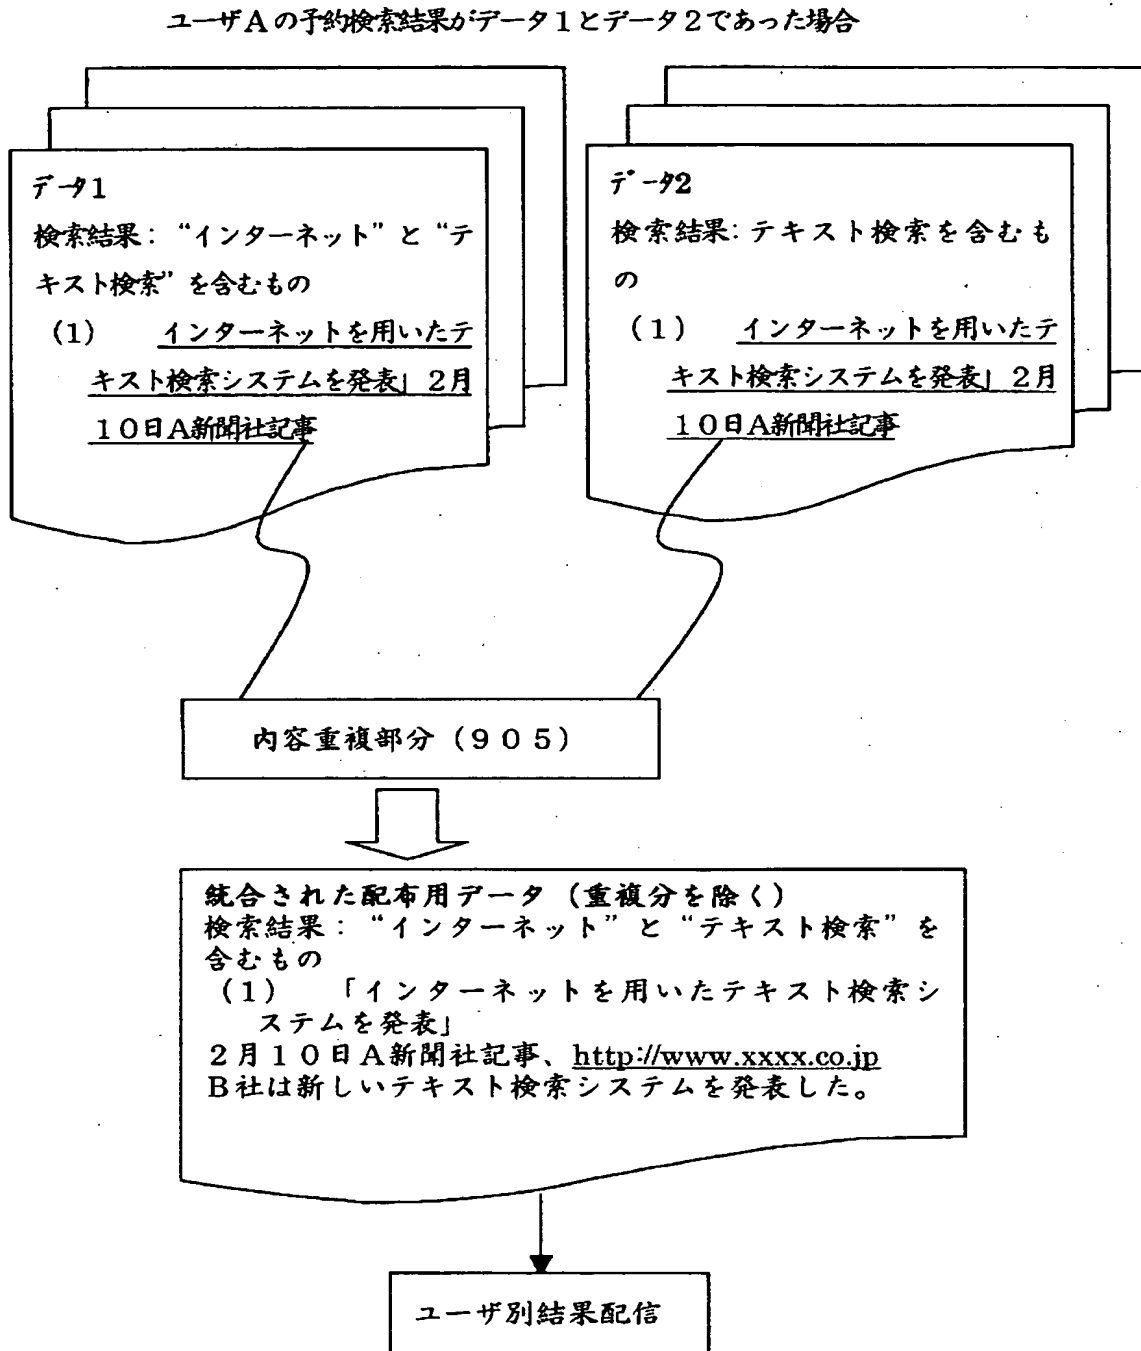 ユーザAの予約検索結果がデータ1とデータ2であった場合
データ1
検索結果：“インターネット”と“テ
キスト検索”を含むもの
(1) インターネットを用いたテ
キスト検索システムを発表」2月
10日A新聞社記事
データ2
検索結果:テキスト検索を含むも
の
(1) インターネットを用いたテ
キスト検索システムを発表」2月
10日A新聞社記事
内容重複部分(905)
統合された配布用データ(重複分を除く)
検索結果：“インターネット”と“テキスト検索”を
含むもの
(1) 「インターネットを用いたテキスト検索シ
ステムを発表」
2月10日A新聞社記事、http://www.xxxx.co.jp
B社は新しいテキスト検索システムを発表した。
ユーザ別結果配信